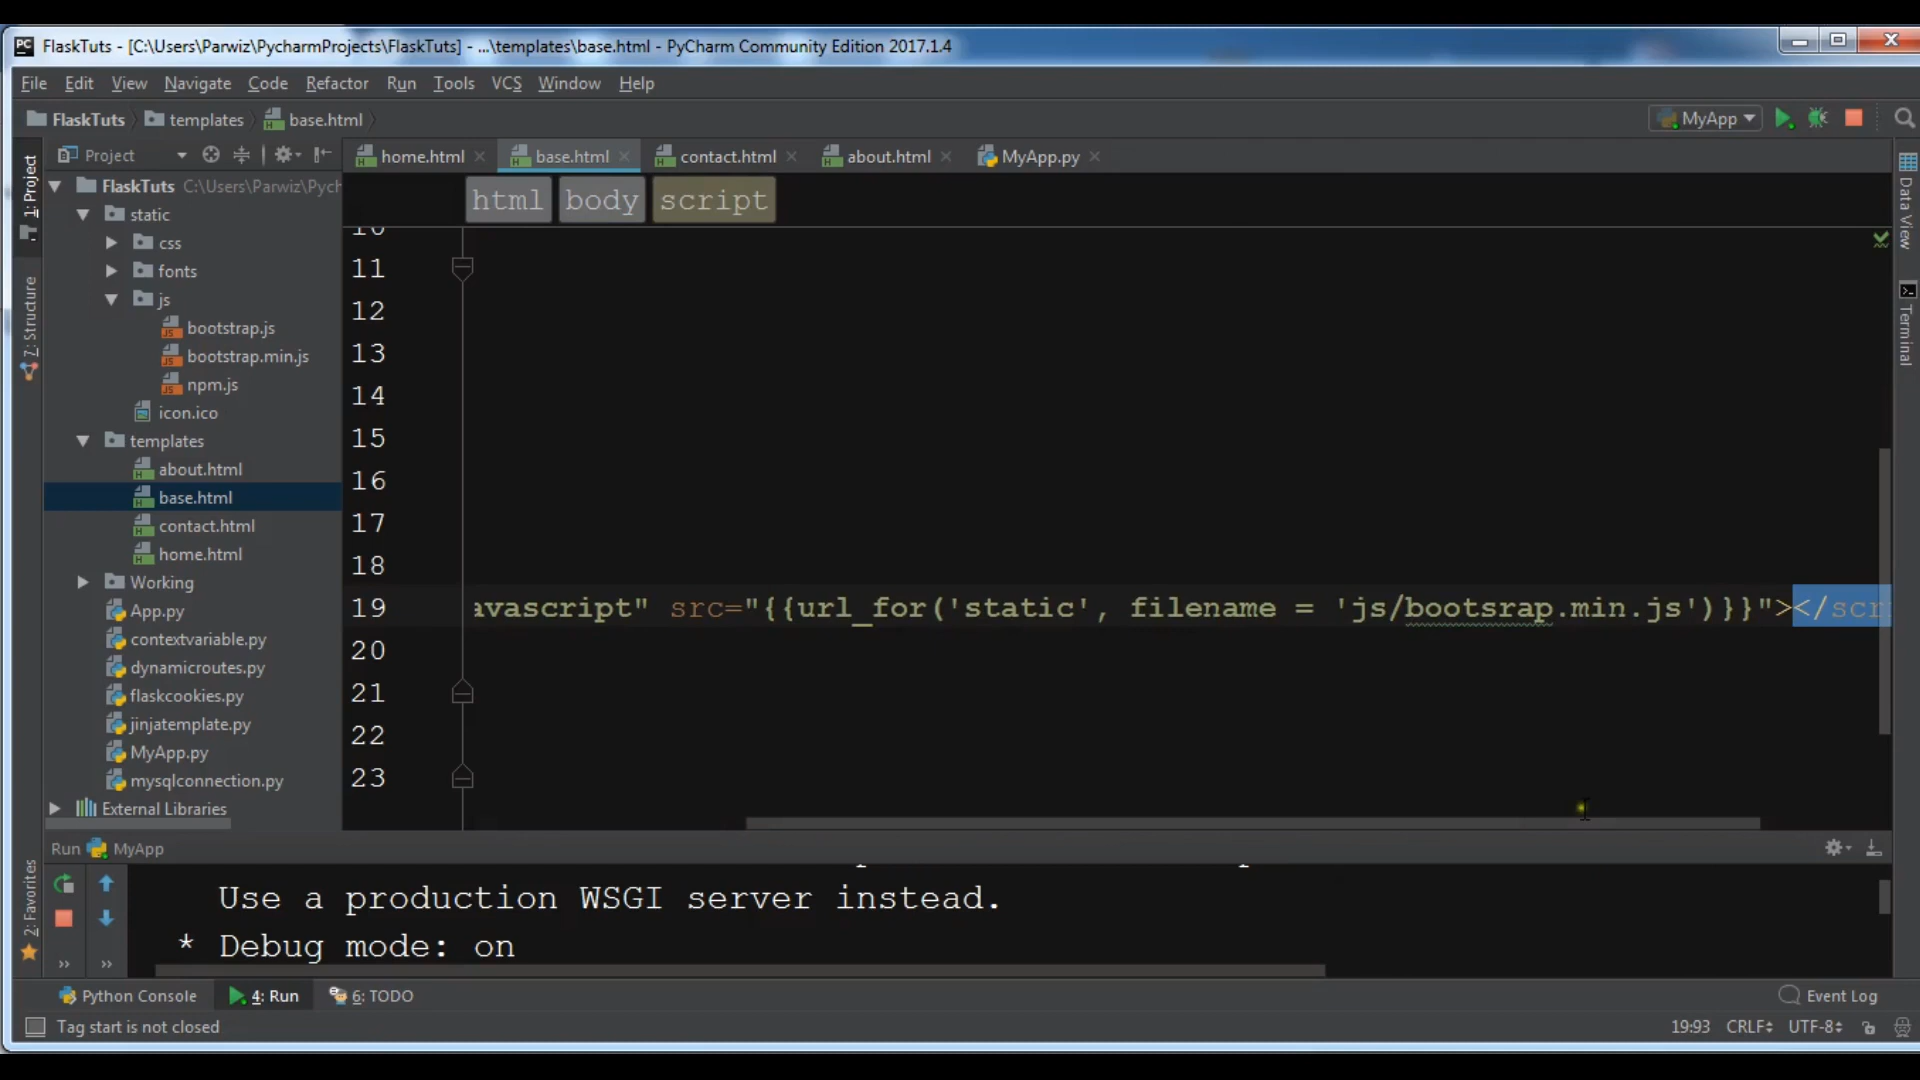 FlaskTuts - [C:\Users\Parwiz\PycharmProjects\FlaskTuts] - ...\templates\base.html - PyCharm Community Edition 2017.1.4
File Edit View Navigate Code Refactor Run Tools VCS Window Help
FlaskTuts templates base.html MyApp
1: Project
7: Structure
2: Favorites
Project
FlaskTuts C:\Users\Parwiz\Pych
static
css
fonts
js
bootstrap.js
bootstrap.min.js
npm.js
icon.ico
templates
about.html
base.html
contact.html
home.html
Working
App.py
contextvariable.py
dynamicroutes.py
flaskcookies.py
jinjatemplate.py
MyApp.py
mysqlconnection.py
External Libraries
home.html base.html contact.html about.html MyApp.py
html body script
10
11
12
13
14
15
16
17
18
19 avascript" src="{{url_for('static', filename = 'js/bootsrap.min.js')}}"></scri
20
21
22
23
Data View
Terminal
Run MyApp
Use a production WSGI server instead.
* Debug mode: on
Python Console 4: Run 6: TODO Event Log
Tag start is not closed 19:93 CRLF UTF-8